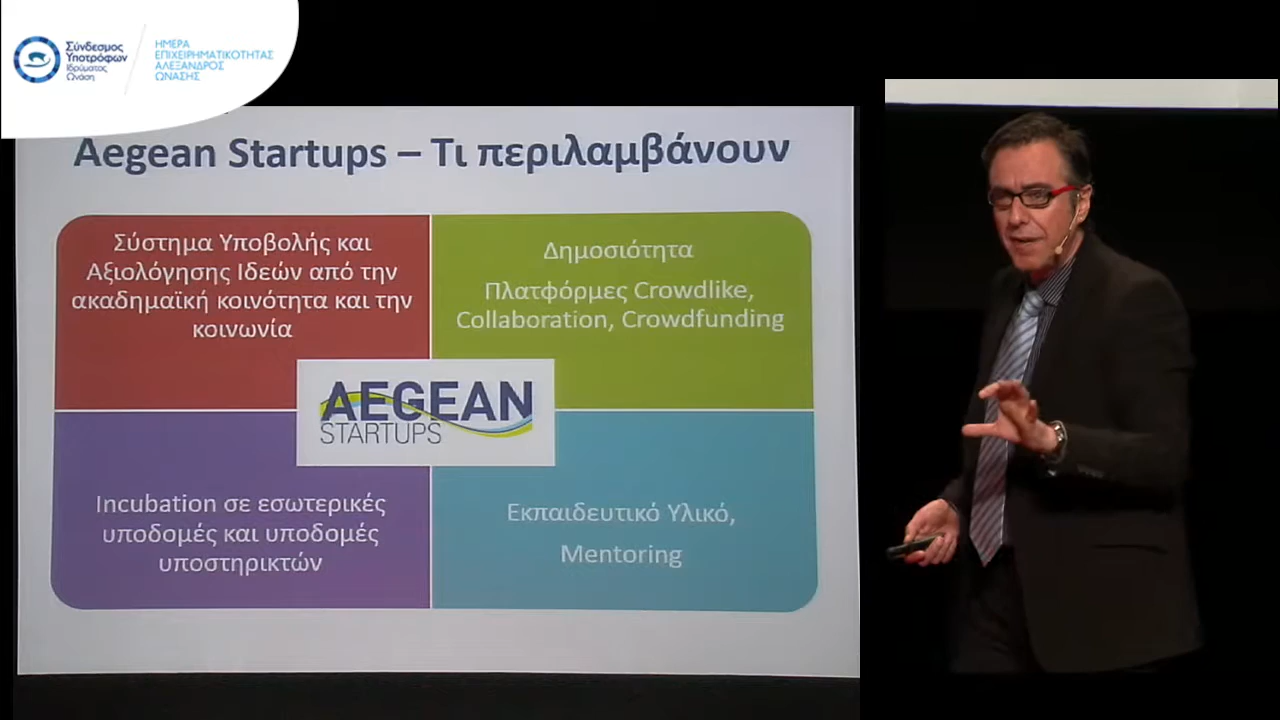 Σύνδεσμος
Υποτρόφων
Ιδρύματος
Ωνάση
ΗΜΕΡΑ
ΕΠΙΧΕΙΡΗΜΑΤΙΚΟΤΗΤΑΣ
ΑΛΕΞΑΝΔΡΟΣ
ΩΝΑΣΗΣ
Aegean Startups – Τι περιλαμβάνουν
Σύστημα Υποβολής και
Αξιολόγησης Ιδεών από την
ακαδημαϊκή κοινότητα και την
κοινωνία
Δημοσιότητα
Πλατφόρμες Crowdlike,
Collaboration, Crowdfunding
AEGEAN
STARTUPS
Incubation σε εσωτερικές
υποδομές και υποδομές
υποστηρικτών
Εκπαιδευτικό Υλικό,
Mentoring